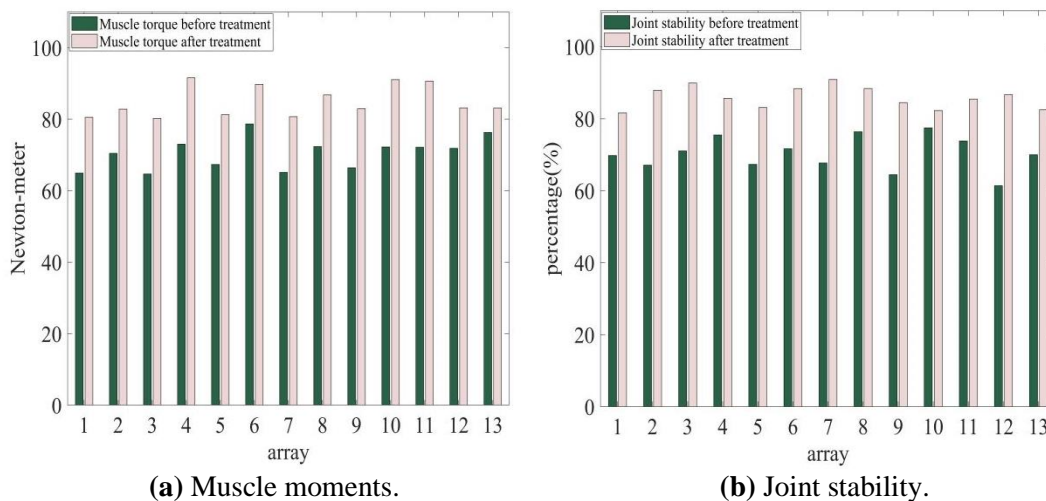 Muscle torque before treatment
Muscle torque after treatment
100
80
60
40
20
0
Newton-meter
1 2 3 4 5 6 7 8 9 10 11 12 13
array
(a) Muscle moments.
Joint stability before treatment
Joint stability after treatment
100
80
60
40
20
0
percentage(%)
1 2 3 4 5 6 7 8 9 10 11 12 13
array
(b) Joint stability.